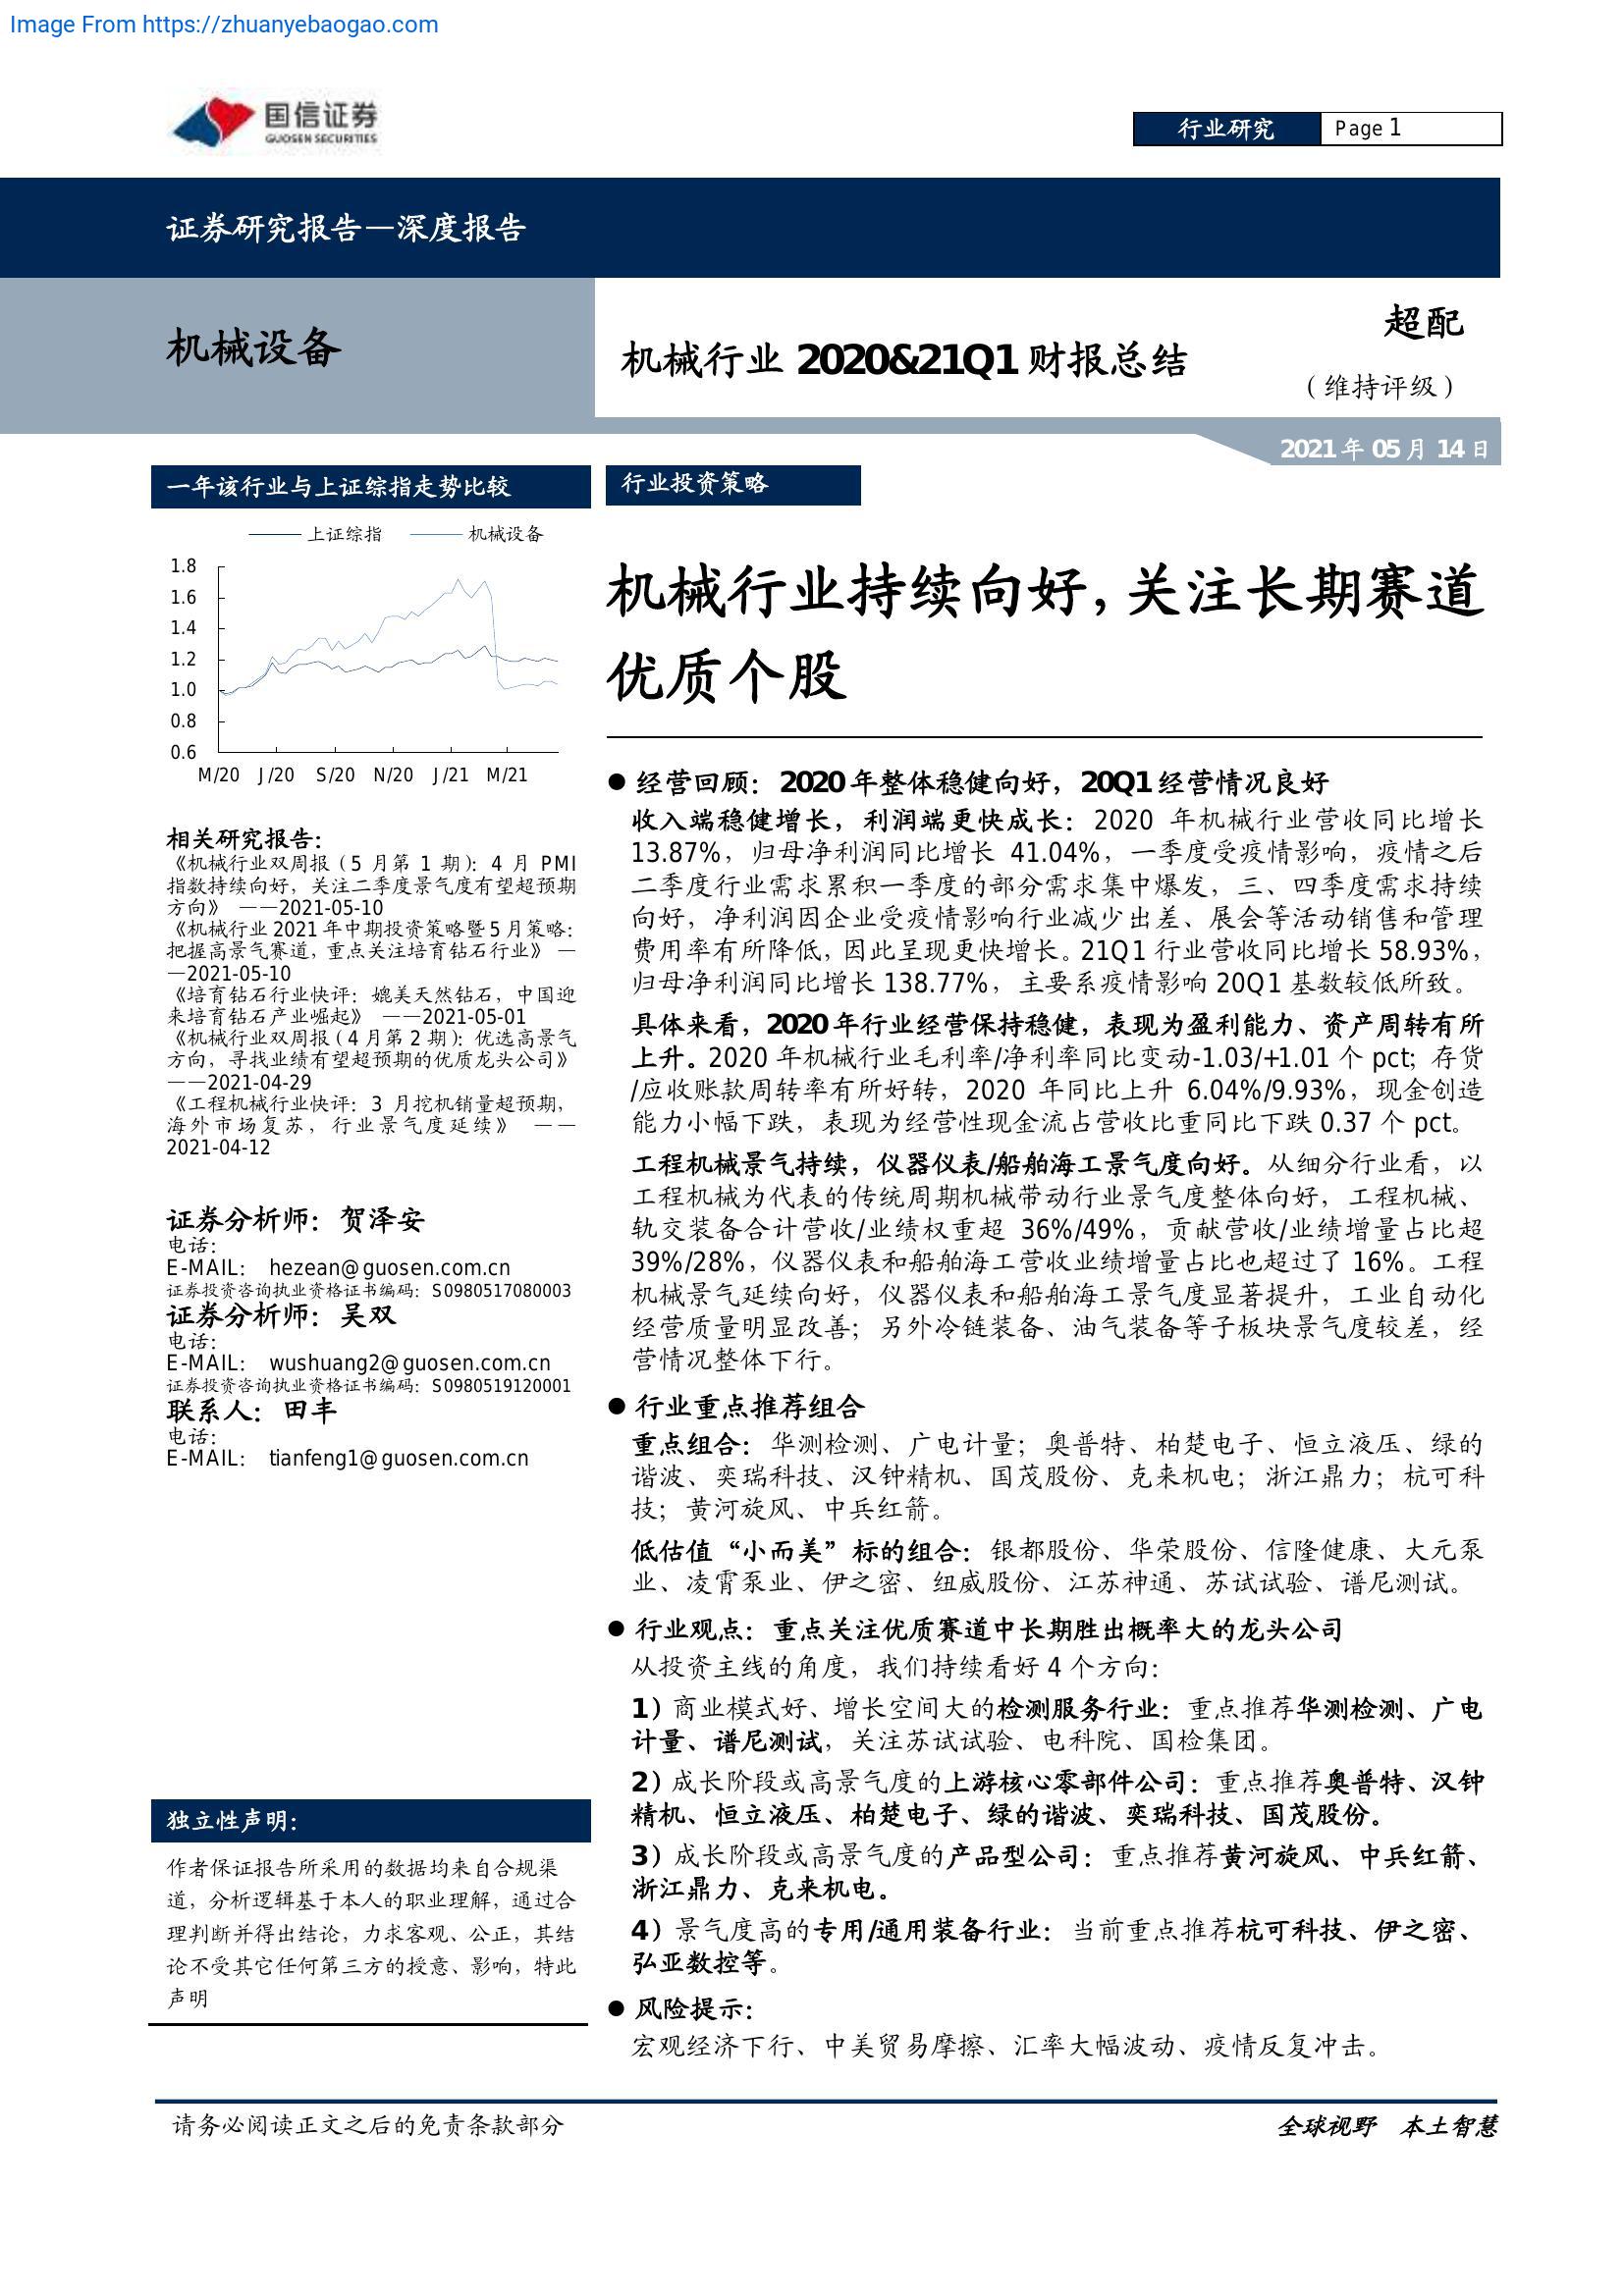 Image From https://zhuanyebaogao.com
国信证券
GUOSEN SECURITIES
行业研究
Page 1
证券研究报告—深度报告
机械设备
机械行业 2020&21Q1 财报总结
超配
（维持评级）
2021 年 05 月 14 日
一年该行业与上证综指走势比较
上证综指 机械设备
1.8
1.6
1.4
1.2
1.0
0.8
0.6
M/20 J/20 S/20 N/20 J/21 M/21
相关研究报告：
《机械行业双周报（5 月第 1 期）：4 月 PMI
指数持续向好，关注二季度景气度有望超预期
方向》 ——2021-05-10
《机械行业 2021 年中期投资策略暨 5 月策略：
把握高景气赛道，重点关注培育钻石行业》 —
—2021-05-10
《培育钻石行业快评：媲美天然钻石，中国迎
来培育钻石产业崛起》 ——2021-05-01
《机械行业双周报（4 月第 2 期）：优选高景气
方向，寻找业绩有望超预期的优质龙头公司》
——2021-04-29
《工程机械行业快评：3 月挖机销量超预期，
海外市场复苏，行业景气度延续》 ——
2021-04-12
证券分析师：贺泽安
电话：
E-MAIL： hezean@guosen.com.cn
证券投资咨询执业资格证书编码：S0980517080003
证券分析师：吴双
电话：
E-MAIL： wushuang2@guosen.com.cn
证券投资咨询执业资格证书编码：S0980519120001
联系人：田丰
电话：
E-MAIL： tianfeng1@guosen.com.cn
独立性声明：
作者保证报告所采用的数据均来自合规渠
道，分析逻辑基于本人的职业理解，通过合
理判断并得出结论，力求客观、公正，其结
论不受其它任何第三方的授意、影响，特此
声明
行业投资策略
机械行业持续向好，关注长期赛道
优质个股
● 经营回顾：2020 年整体稳健向好，20Q1 经营情况良好
收入端稳健增长，利润端更快成长：2020 年机械行业营收同比增长
13.87%，归母净利润同比增长 41.04%，一季度受疫情影响，疫情之后
二季度行业需求累积一季度的部分需求集中爆发，三、四季度需求持续
向好，净利润因企业受疫情影响行业减少出差、展会等活动销售和管理
费用率有所降低，因此呈现更快增长。21Q1 行业营收同比增长 58.93%，
归母净利润同比增长 138.77%，主要系疫情影响 20Q1 基数较低所致。
具体来看，2020 年行业经营保持稳健，表现为盈利能力、资产周转有所
上升。2020 年机械行业毛利率/净利率同比变动-1.03/+1.01 个 pct；存货
/应收账款周转率有所好转，2020 年同比上升 6.04%/9.93%，现金创造
能力小幅下跌，表现为经营性现金流占营收比重同比下跌 0.37 个 pct。
工程机械景气持续，仪器仪表/船舶海工景气度向好。从细分行业看，以
工程机械为代表的传统周期机械带动行业景气度整体向好，工程机械、
轨交装备合计营收/业绩权重超 36%/49%，贡献营收/业绩增量占比超
39%/28%，仪器仪表和船舶海工营收业绩增量占比也超过了 16%。工程
机械景气延续向好，仪器仪表和船舶海工景气度显著提升，工业自动化
经营质量明显改善；另外冷链装备、油气装备等子板块景气度较差，经
营情况整体下行。
● 行业重点推荐组合
重点组合：华测检测、广电计量；奥普特、柏楚电子、恒立液压、绿的
谐波、奕瑞科技、汉钟精机、国茂股份、克来机电；浙江鼎力；杭可科
技；黄河旋风、中兵红箭。
低估值“小而美”标的组合：银都股份、华荣股份、信隆健康、大元泵
业、凌霄泵业、伊之密、纽威股份、江苏神通、苏试试验、谱尼测试。
● 行业观点：重点关注优质赛道中长期胜出概率大的龙头公司
从投资主线的角度，我们持续看好 4 个方向：
1）商业模式好、增长空间大的检测服务行业：重点推荐华测检测、广电
计量、谱尼测试，关注苏试试验、电科院、国检集团。
2）成长阶段或高景气度的上游核心零部件公司：重点推荐奥普特、汉钟
精机、恒立液压、柏楚电子、绿的谐波、奕瑞科技、国茂股份。
3）成长阶段或高景气度的产品型公司：重点推荐黄河旋风、中兵红箭、
浙江鼎力、克来机电。
4）景气度高的专用/通用装备行业：当前重点推荐杭可科技、伊之密、
弘亚数控等。
● 风险提示：
宏观经济下行、中美贸易摩擦、汇率大幅波动、疫情反复冲击。
请务必阅读正文之后的免责条款部分
全球视野 本土智慧